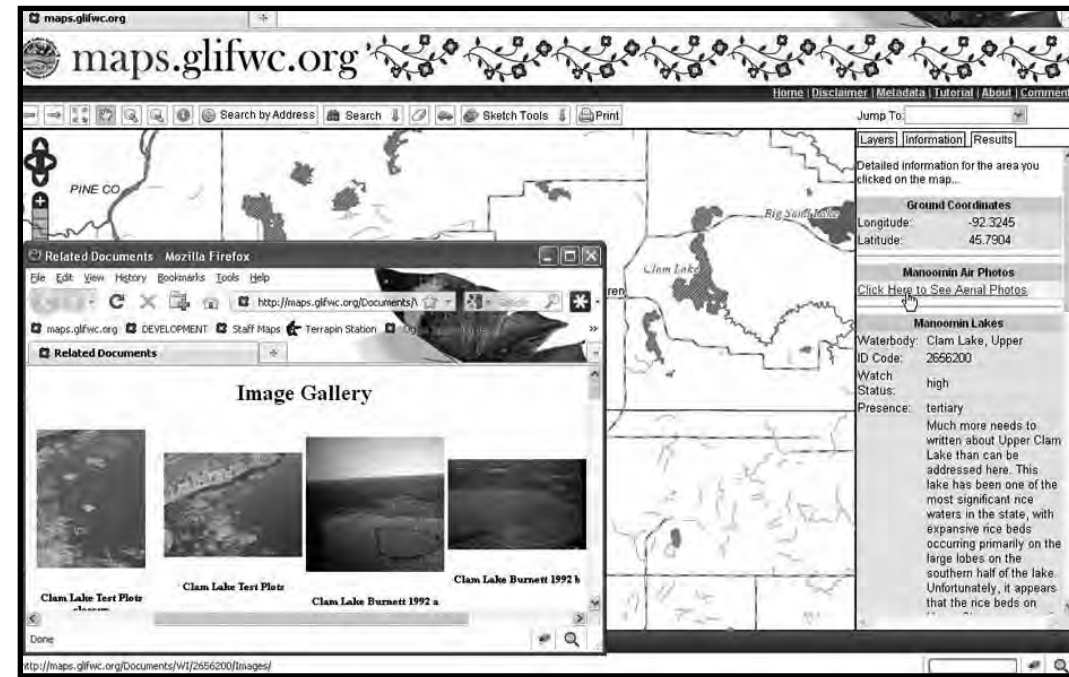 maps.glifwc.org
maps.glifwc.org
Home | Disclaimer | Metadata | Tutorial | About | Comment
Search by Address Search Sketch Tools Print
Jump To:
Layers Information Results
Detailed information for the area you
clicked on the map...
Ground Coordinates
Longitude: -92.3245
Latitude: 45.7904
Manoomin Air Photos
Click Here to See Aerial Photos
Manoomin Lakes
Waterbody: Clam Lake, Upper
ID Code: 2656200
Watch
Status: high
Presence: tertiary
Much more needs to
written about Upper Clam
Lake than can be
addressed here. This
lake has been one of the
most significant rice
waters in the state, with
expansive rice beds
occurring primarily on the
large lobes on the
southern half of the lake.
Unfortunately, it appears
that the rice beds on
PINE CO
Big Sand Lake
Clam Lake
Related Documents Mozilla Firefox
File Edit View History Bookmarks Tools Help
http://maps.glifwc.org/Documents/\
maps.glifwc.org DEVELOPMENT Staff Maps Terrapin Station
Related Documents
Image Gallery
Clam Lake Test Plots
Clam Lake Test Plots
Clam Lake Burnett 1992 a
Clam Lake Burnett 1992 b
Done
http://maps.glifwc.org/Documents/WI/2656200/Images/